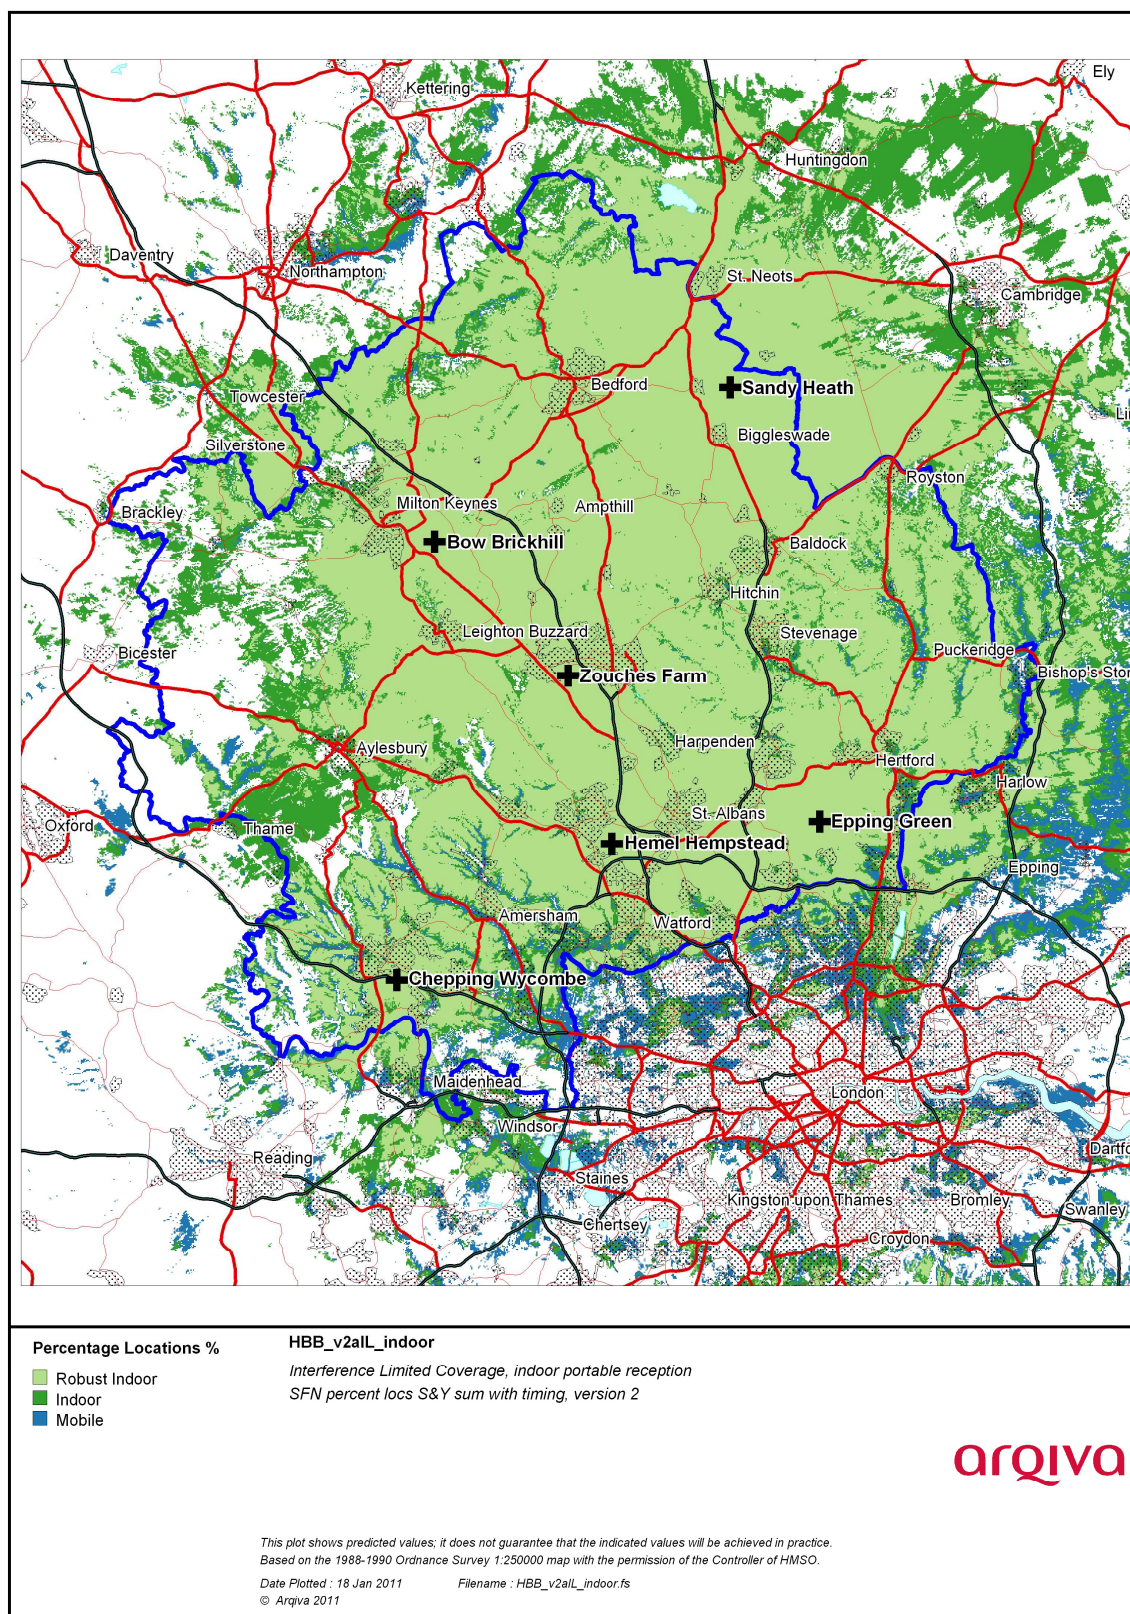 Ely
Kettering
Huntingdon
Daventry
Northampton
St. Neots
Cambridge
Bedford
Sandy Heath
Towcester
Biggleswade
Silverstone
Royston
Milton Keynes
Ampthill
Brackley
Bow Brickhill
Baldock
Hitchin
Leighton Buzzard
Stevenage
Bicester
Puckeridge
Zouches Farm
Bishop's Stor
Aylesbury
Harpenden
Hertford
Harlow
Oxford
Thame
St. Albans
Epping Green
Hemel Hempstead
Epping
Amersham
Watford
Chepping Wycombe
Maidenhead
London
Windsor
Reading
Dartfo
Staines
Kingston upon Thames
Bromley
Swanley
Chertsey
Croydon
Percentage Locations %
Robust Indoor
Indoor
Mobile
HBB_v2aIL_indoor
Interference Limited Coverage, indoor portable reception
SFN percent locs S&Y sum with timing, version 2
arqiva
This plot shows predicted values; it does not guarantee that the indicated values will be achieved in practice.
Based on the 1988-1990 Ordnance Survey 1:250000 map with the permission of the Controller of HMSO.
Date Plotted : 18 Jan 2011 Filename : HBB_v2aIL_indoor.fs
© Arqiva 2011